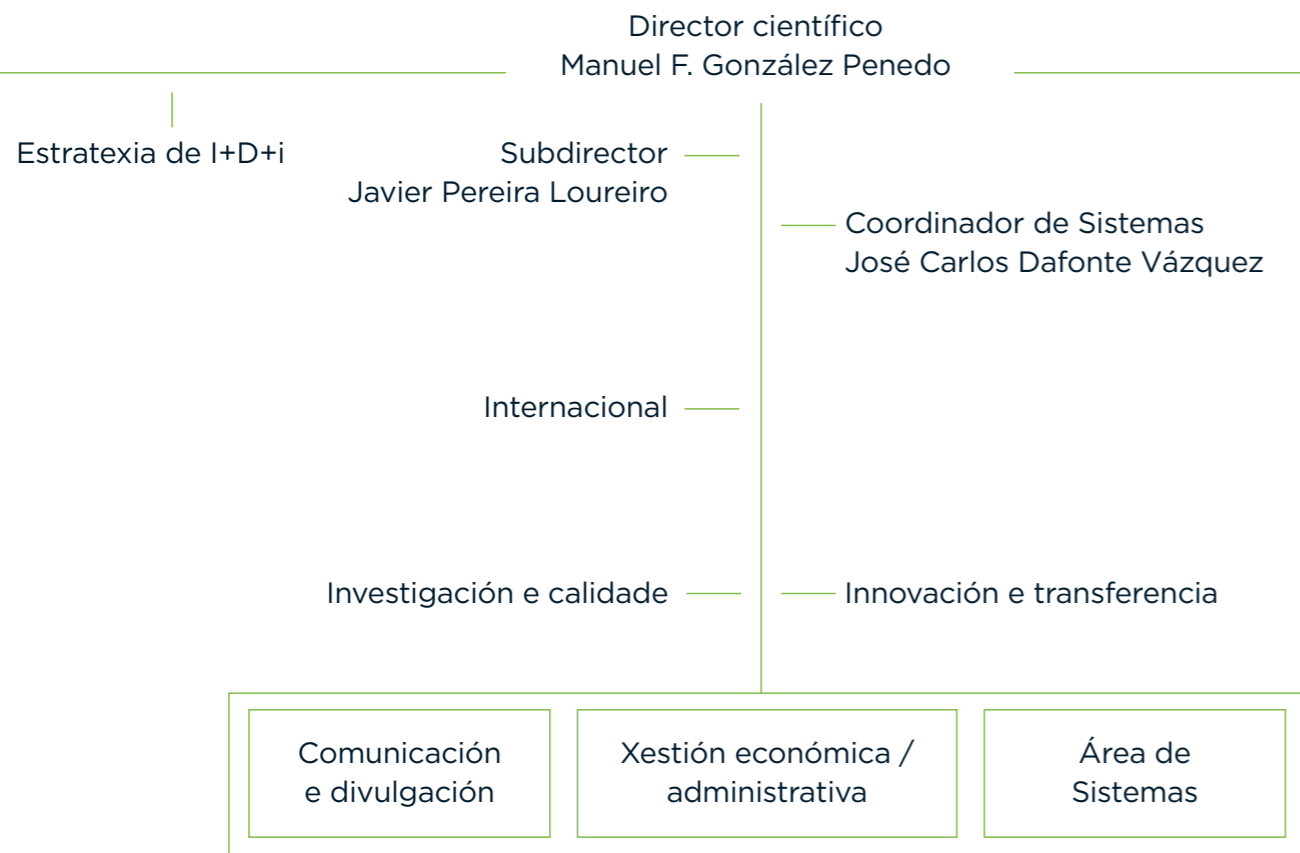 Director científico
Manuel F. González Penedo
Estratexia de I+D+i
Subdirector
Javier Pereira Loureiro
Coordinador de Sistemas
José Carlos Dafonte Vázquez
Internacional
Investigación e calidade
Innovación e transferencia
Comunicación
e divulgación
Xestión económica /
administrativa
Área de
Sistemas